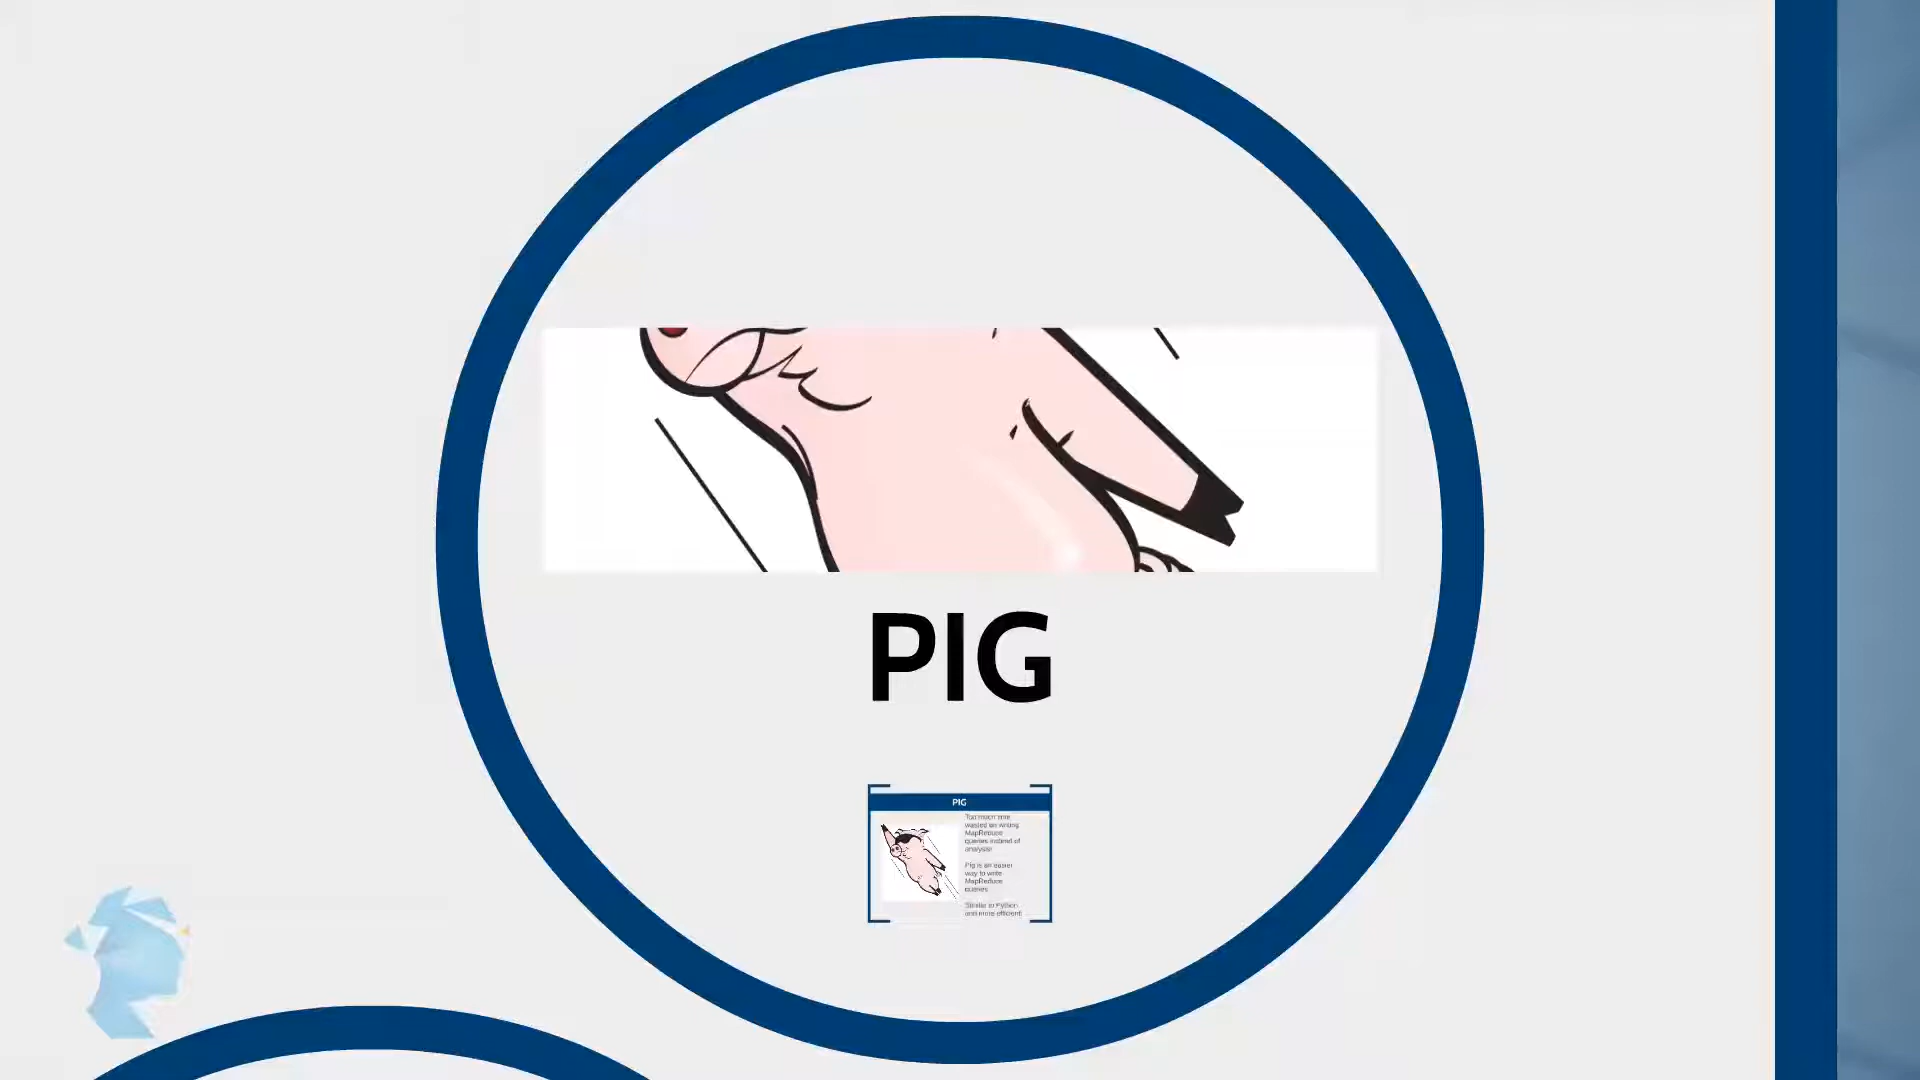 PIG
PIG
Too much time
wasted on writing
MapReduce
queries instead of
analysis!
Pig is an easier
way to write
MapReduce
queries
Similar to Python
and more efficient!